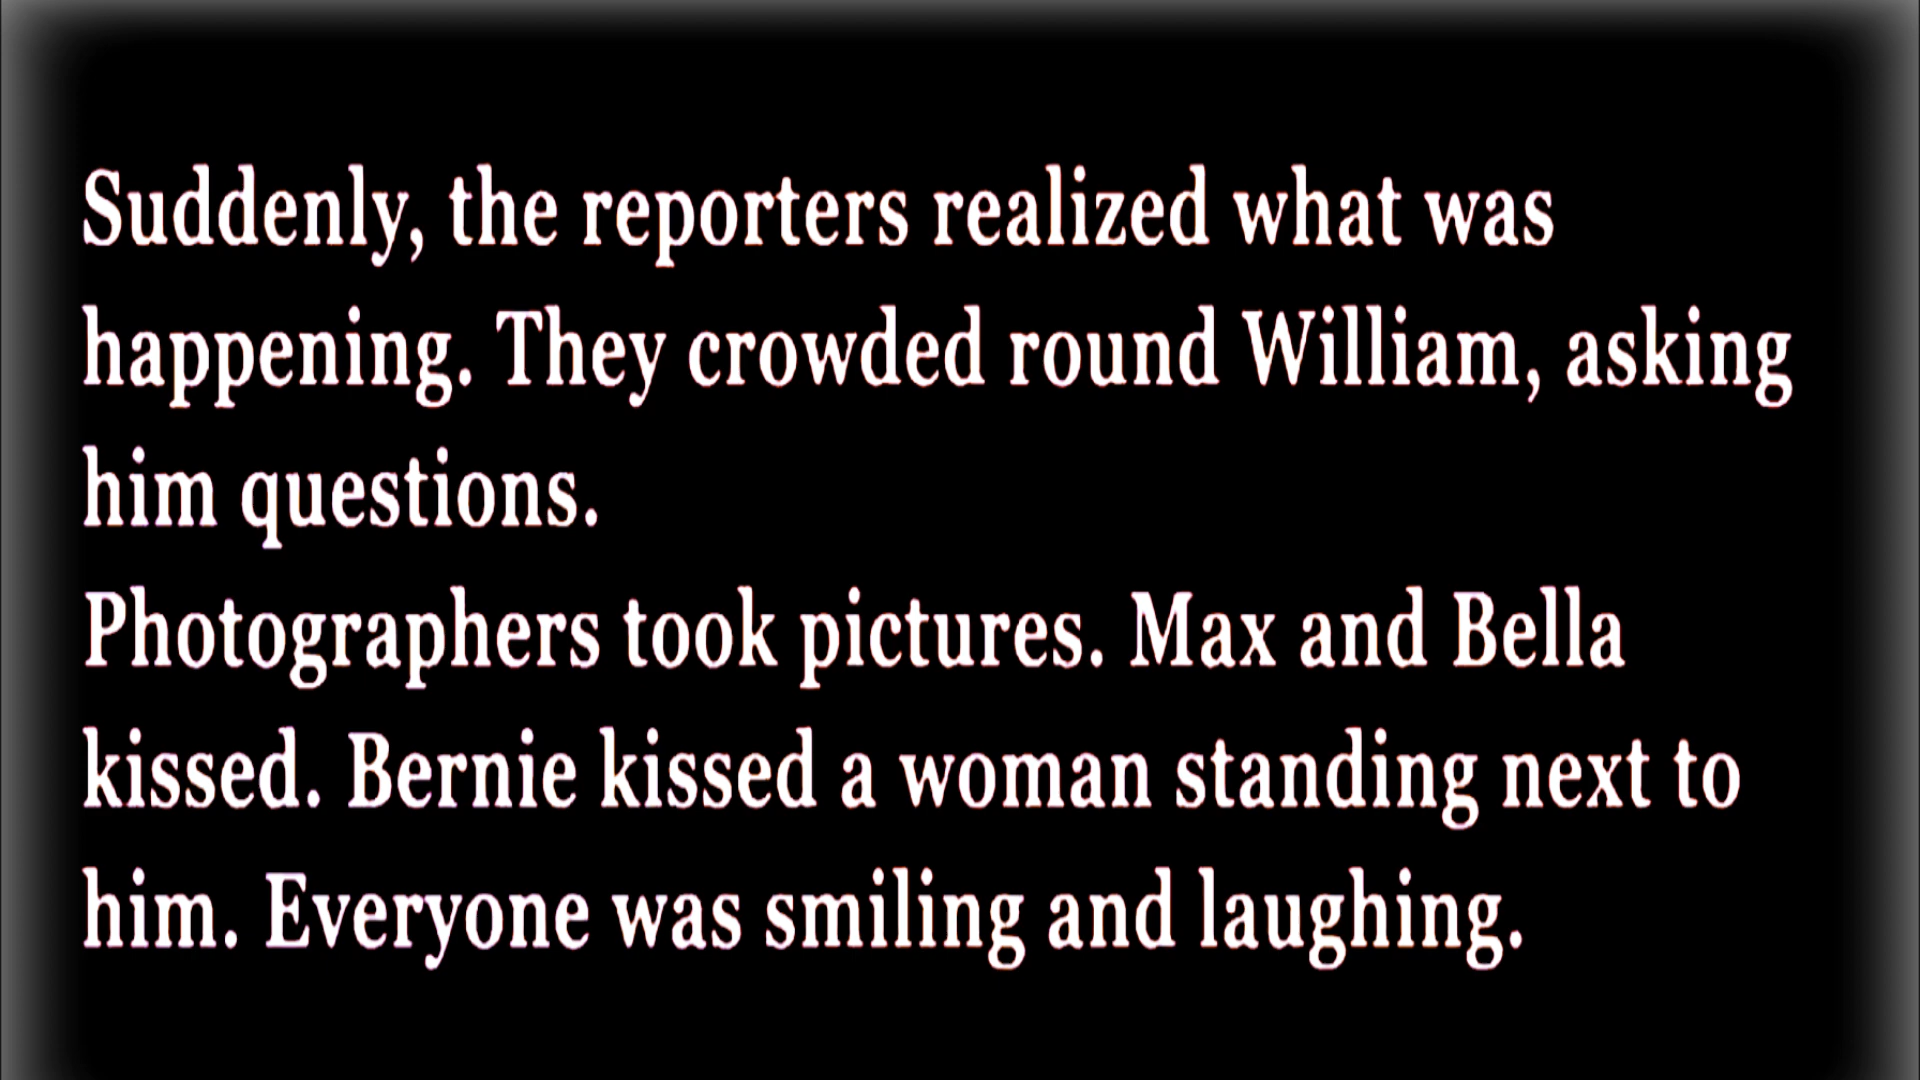 Suddenly, the reporters realized what was
happening. They crowded round William, asking
him questions.
Photographers took pictures. Max and Bella
kissed. Bernie kissed a woman standing next to
him. Everyone was smiling and laughing.